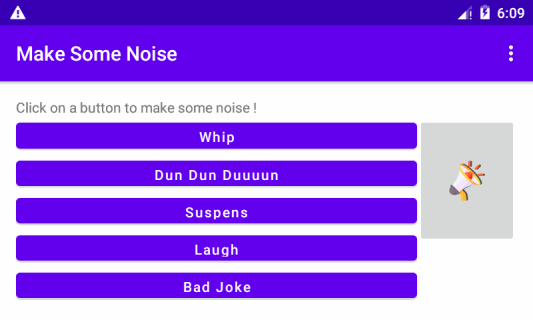 6:09
Make Some Noise
Click on a button to make some noise !
Whip
Dun Dun Duuuun
Suspens
Laugh
Bad Joke